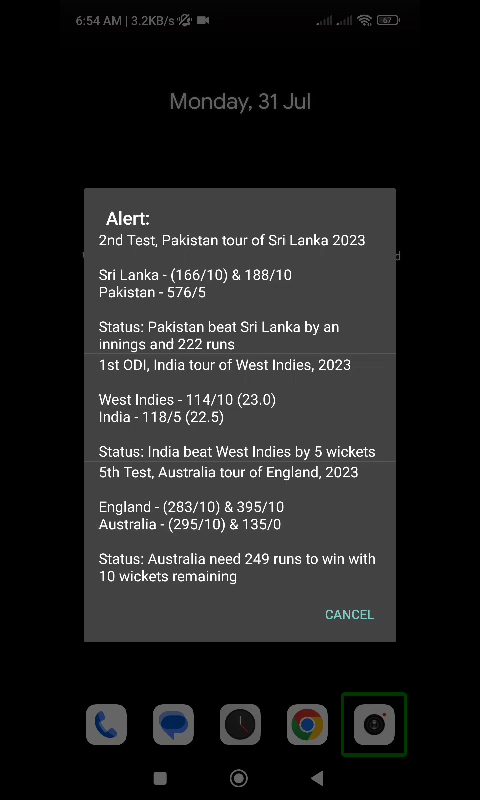 6:54 AM | 3.2KB/s
67
Monday, 31 Jul
Alert:
2nd Test, Pakistan tour of Sri Lanka 2023
Sri Lanka - (166/10) & 188/10
Pakistan - 576/5
Status: Pakistan beat Sri Lanka by an
innings and 222 runs
1st ODI, India tour of West Indies, 2023
West Indies - 114/10 (23.0)
India - 118/5 (22.5)
Status: India beat West Indies by 5 wickets
5th Test, Australia tour of England, 2023
England - (283/10) & 395/10
Australia - (295/10) & 135/0
Status: Australia need 249 runs to win with
10 wickets remaining
CANCEL